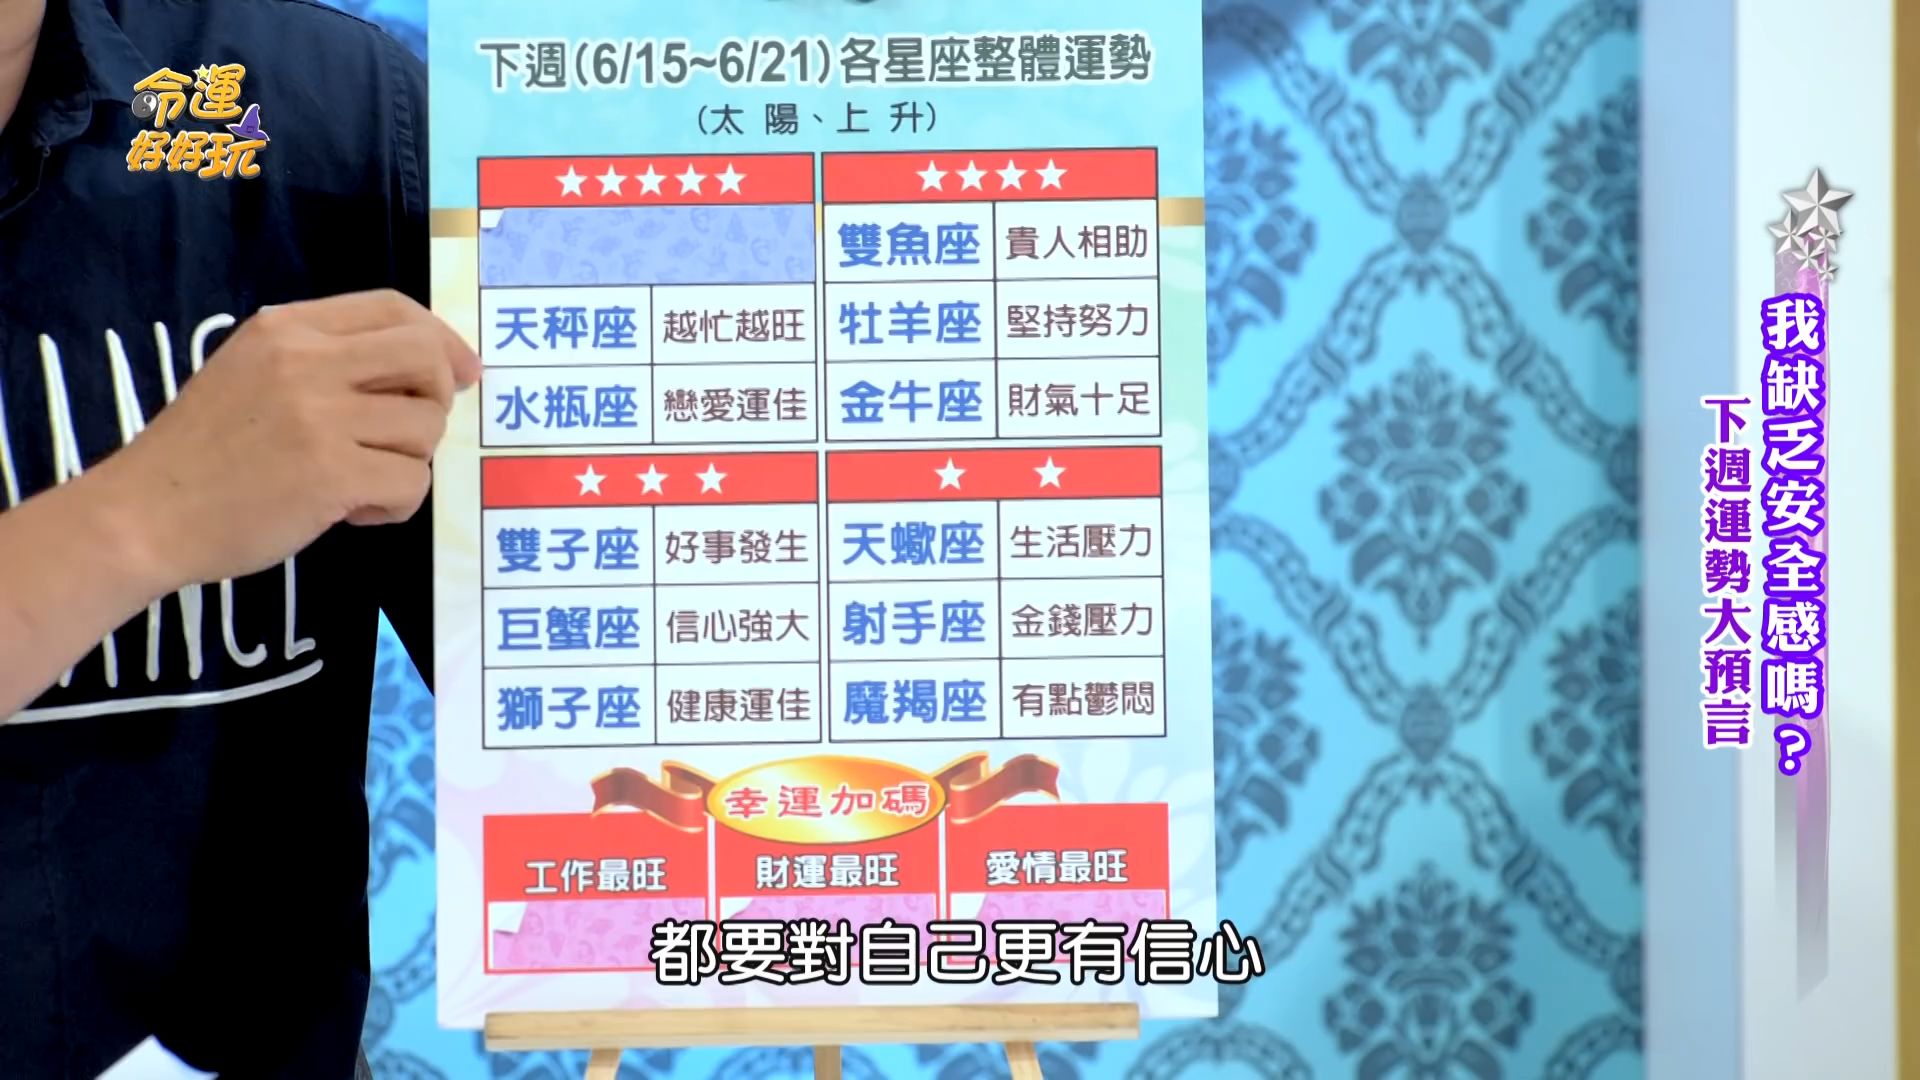 命運
好好玩
下週(6/15~6/21)各星座整體運勢
(太陽、上升)
★★★★★
天秤座 越忙越旺
水瓶座 戀愛運佳
★★★★
雙魚座 貴人相助
牡羊座 堅持努力
金牛座 財氣十足
★★★
雙子座 好事發生
巨蟹座 信心強大
獅子座 健康運佳
★★
天蠍座 生活壓力
射手座 金錢壓力
魔羯座 有點鬱悶
幸運加碼
工作最旺 財運最旺 愛情最旺
都要對自己更有信心
我缺乏安全感嗎?
下週運勢大預言